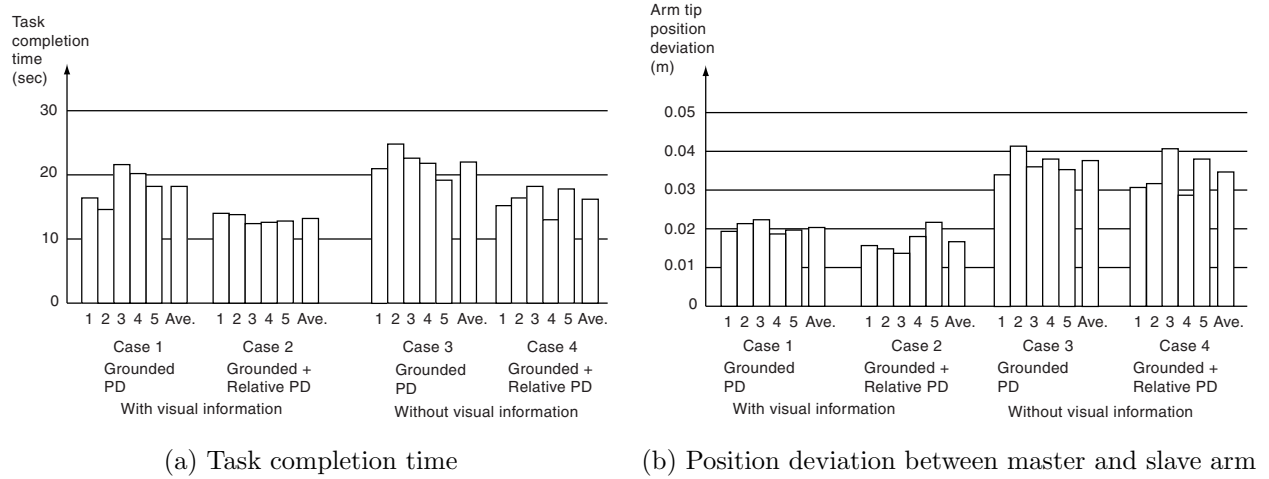 Task
completion
time
(sec)
30
20
10
0
1 2 3 4 5 Ave. 1 2 3 4 5 Ave. 1 2 3 4 5 Ave. 1 2 3 4 5 Ave.
Case 1 Case 2 Case 3 Case 4
Grounded Grounded + Grounded Grounded +
PD Relative PD PD Relative PD
With visual information Without visual information
(a) Task completion time
Arm tip
position
deviation
(m)
0.05
0.04
0.03
0.02
0.01
0
1 2 3 4 5 Ave. 1 2 3 4 5 Ave. 1 2 3 4 5 Ave. 1 2 3 4 5 Ave.
Case 1 Case 2 Case 3 Case 4
Grounded Grounded + Grounded Grounded +
PD Relative PD PD Relative PD
With visual information Without visual information
(b) Position deviation between master and slave arm